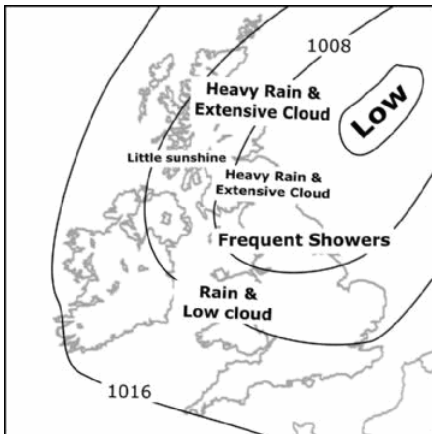 1008
Low
Heavy Rain &
Extensive Cloud
Little sunshine
Heavy Rain &
Extensive Cloud
Frequent Showers
Rain &
Low cloud
1016